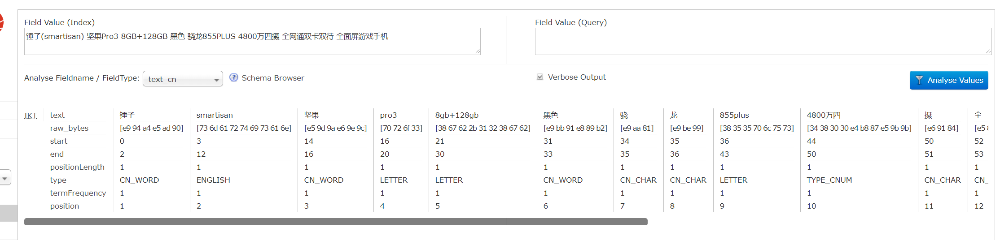 Field Value (Index) Field Value (Query)
锤子(smartisan) 坚果Pro3 8GB+128GB 黑色 骁龙855PLUS 4800万四摄 全网通双卡双待 全面屏游戏手机
Analyse Fieldname / FieldType: text_cn ? Schema Browser Verbose Output Analyse Values
IKT text 锤子 smartisan 坚果 pro3 8gb+128gb 黑色 骁 龙 855plus 4800万四 摄 全
raw_bytes [e9 94 a4 e5 ad 90] [73 6d 61 72 74 69 73 61 6e] [e5 9d 9a e6 9e 9c] [70 72 6f 33] [38 67 62 2b 31 32 38 67 62] [e9 bb 91 e8 89 b2] [e9 aa 81] [e9 be 99] [38 35 35 70 6c 75 73] [34 38 30 30 e4 b8 87 e5 9b 9b] [e6 91 84] [e5 8
start 0 3 14 16 21 31 34 35 36 44 50 52
end 2 12 16 20 30 33 35 36 43 50 51 53
positionLength 1 1 1 1 1 1 1 1 1 1 1 1
type CN_WORD ENGLISH CN_WORD LETTER LETTER CN_WORD CN_CHAR CN_CHAR LETTER TYPE_CNUM CN_CHAR CN_
termFrequency 1 1 1 1 1 1 1 1 1 1 1 1
position 1 2 3 4 5 6 7 8 9 10 11 12